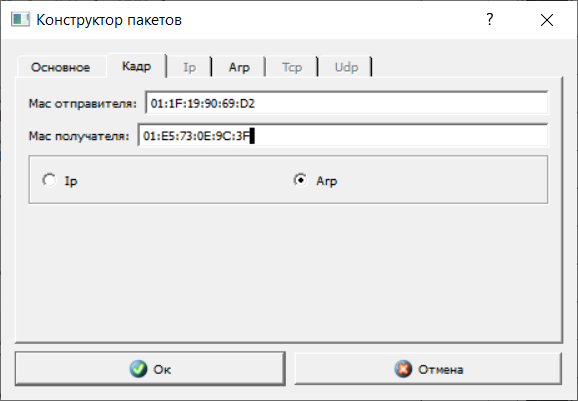 Конструктор пакетов ?
Основное Кадр Ip Arp Tcp Udp
Mac отправителя: 01:1F:19:90:69:D2
Mac получателя: 01:E5:73:0E:9C:3F
Ip Arp
Ок Отмена